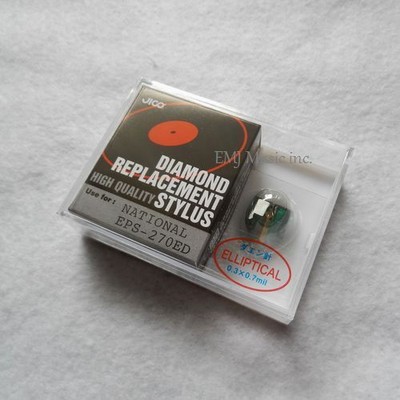 JICO
DIAMOND
REPLACEMENT
HIGH QUALITY STYLUS
Use for:
NATIONAL
EPS-270ED
EMJ Music inc.
ダエン針
ELLIPTICAL
0.3×0.7mil